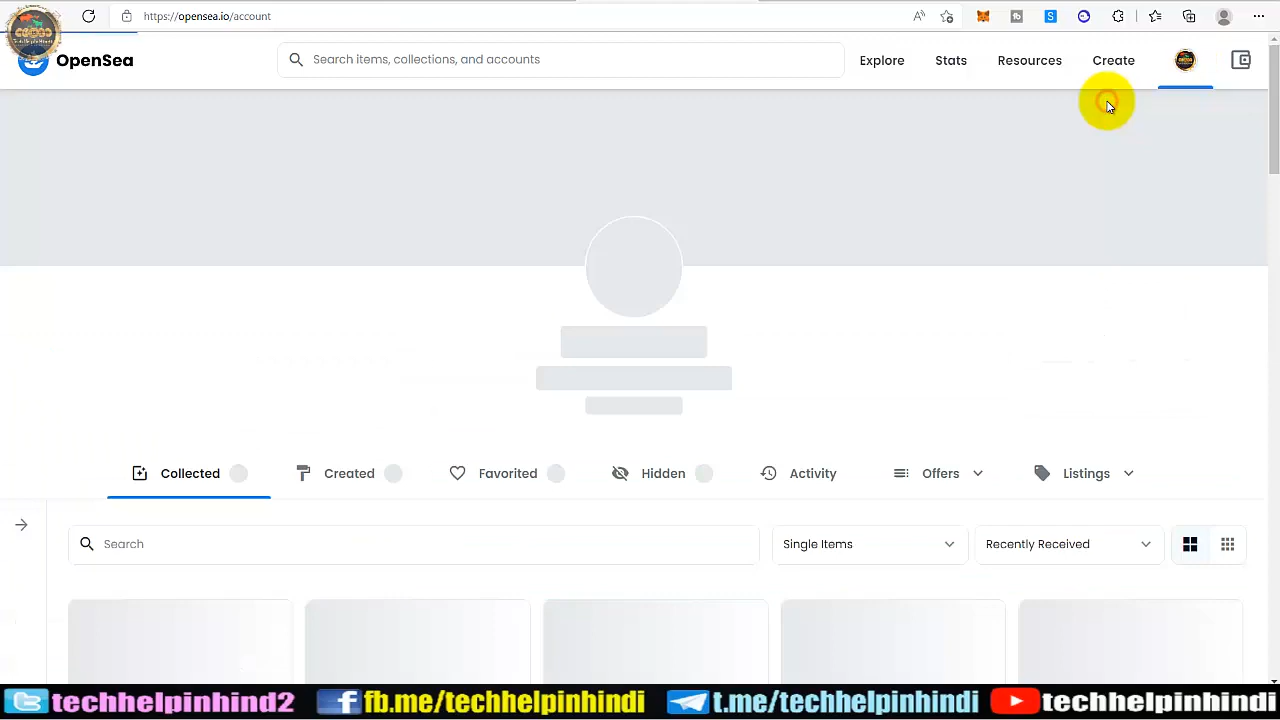 https://opensea.io/account
OpenSea
Search items, collections, and accounts
Explore
Stats
Resources
Create
Collected
Created
Favorited
Hidden
Activity
Offers
Listings
Search
Single Items
Recently Received
techhelpinhind2
fb.me/techhelpinhindi
t.me/techhelpinhindi
techhelpinhindi